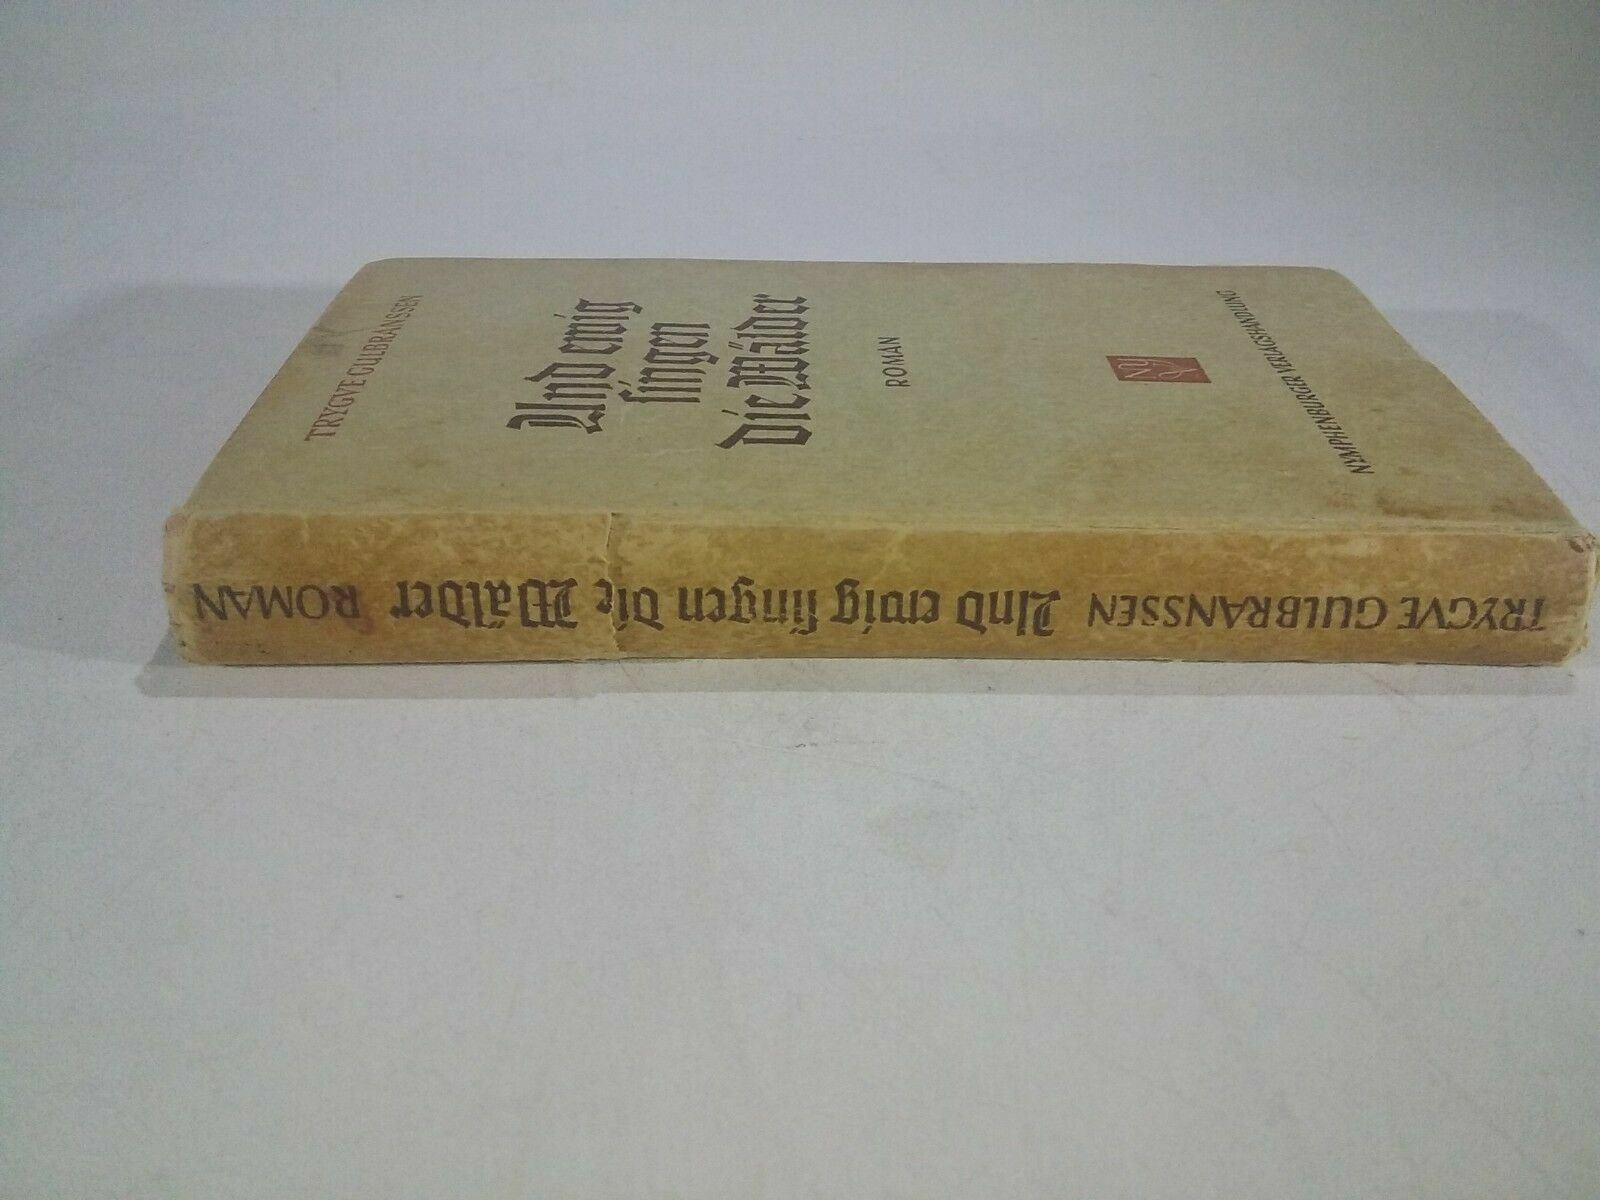 TRYGVE GULBRANSSEN
Und ewig
singen
die Wälder
ROMAN
NYMPHENBURGER VERLAGSHANDLUNG
TRYGVE GULBRANSSEN Und ewig singen die Wälder ROMAN